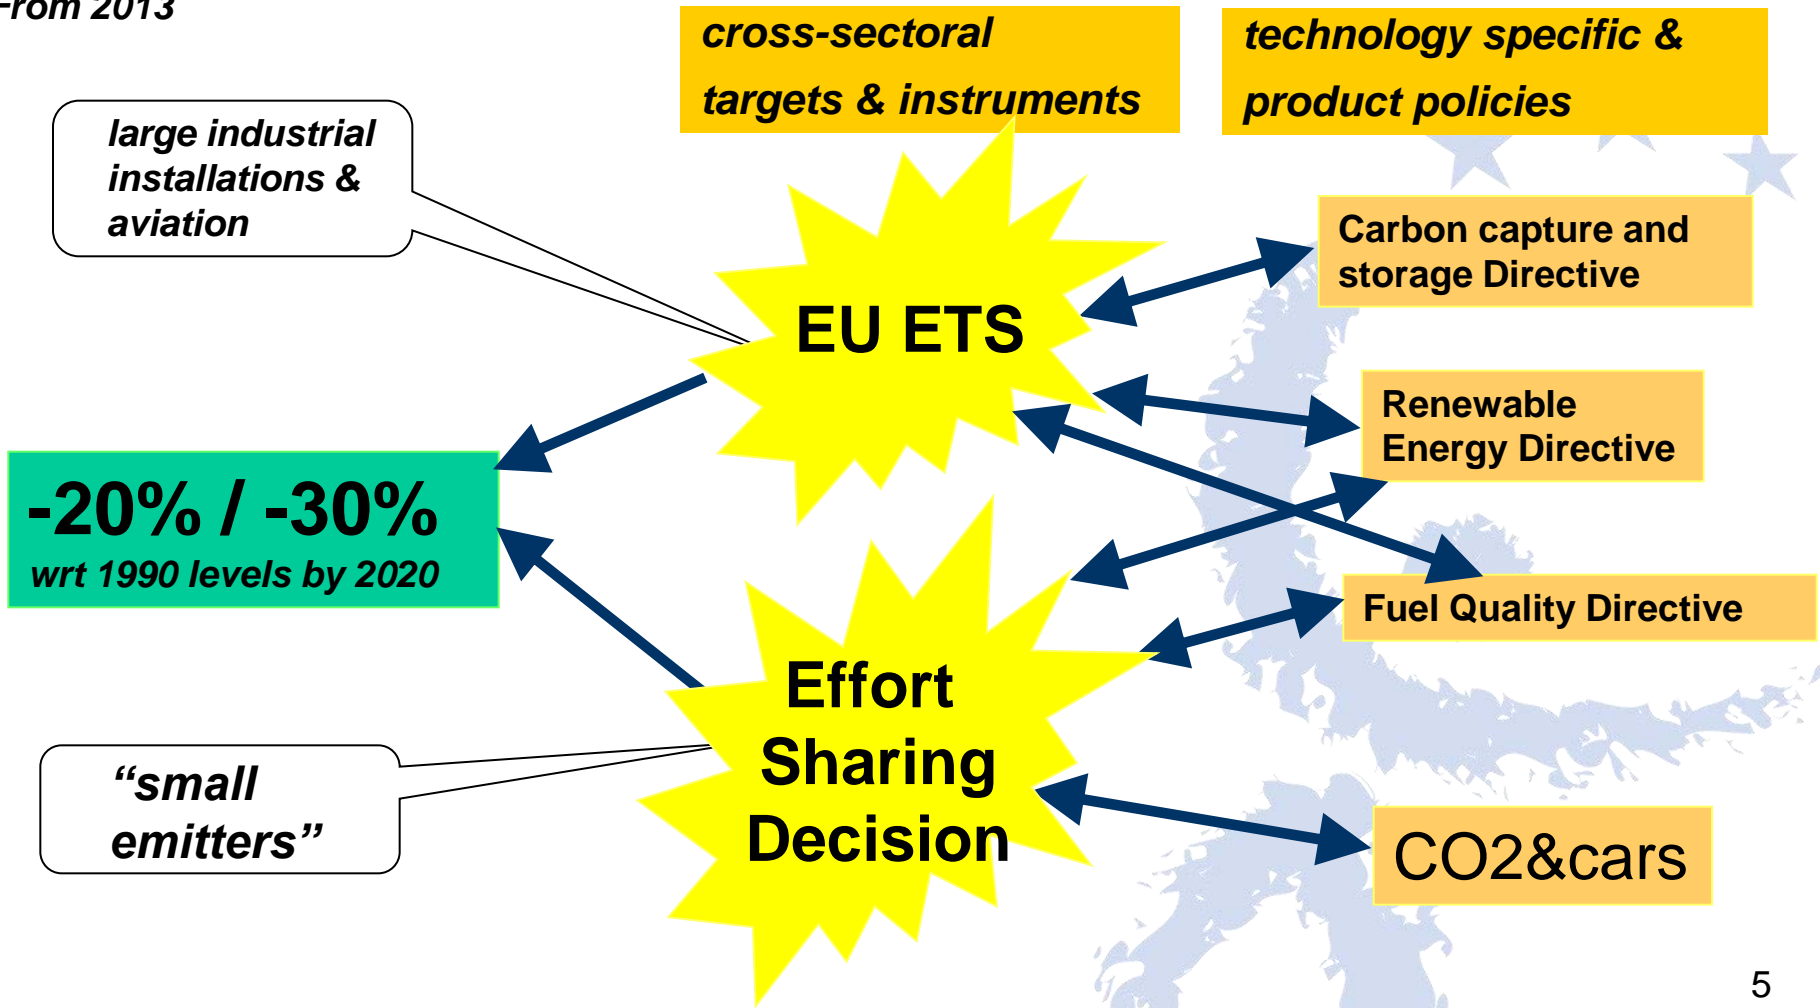 From 2013
cross-sectoral
targets & instruments
technology specific &
product policies
large industrial
installations &
aviation
EU ETS
Carbon capture and
storage Directive
Renewable
Energy Directive
-20% / -30%
wrt 1990 levels by 2020
Fuel Quality Directive
Effort
Sharing
Decision
“small
emitters”
CO2&cars
5